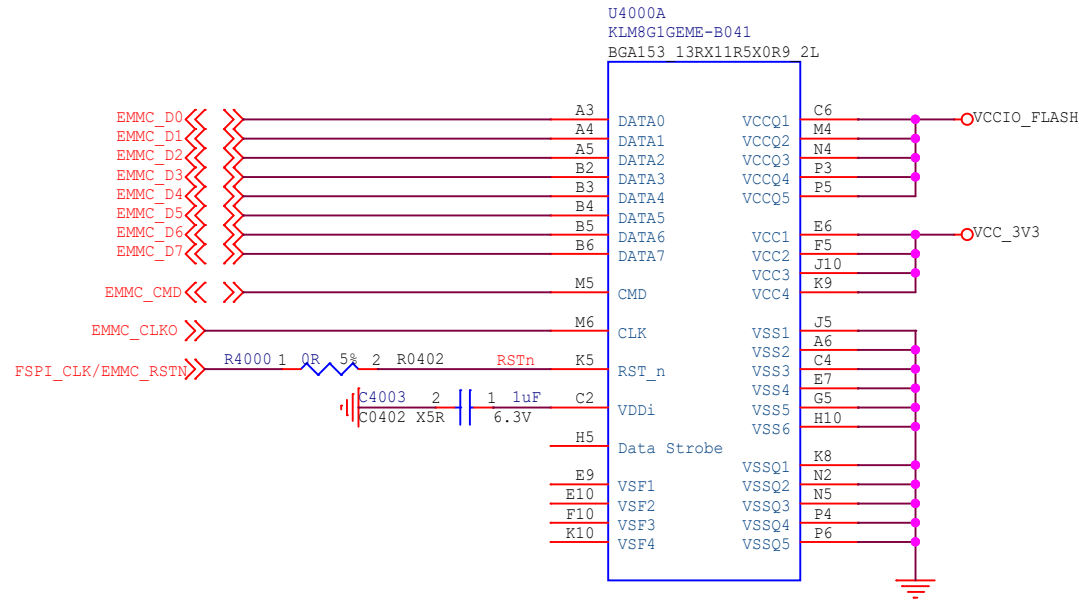 U4000A
KLM8G1GEME-B041
BGA153 13RX11R5X0R9 2L
EMMC_D0 A3 DATA0 VCCQ1 C6 VCCIO_FLASH
EMMC_D1 A4 DATA1 VCCQ2 M4
EMMC_D2 A5 DATA2 VCCQ3 N4
EMMC_D3 B2 DATA3 VCCQ4 P3
EMMC_D4 B3 DATA4 VCCQ5 P5
EMMC_D5 B4 DATA5
EMMC_D6 B5 DATA6 VCC1 E6 VCC_3V3
EMMC_D7 B6 DATA7 VCC2 F5
VCC3 J10
EMMC_CMD M5 CMD VCC4 K9
EMMC_CLKO M6 CLK VSS1 J5
VSS2 A6
FSPI_CLK/EMMC_RSTN R4000 1 0R 5% 2 R0402 RSTn K5 RST_n VSS3 C4
VSS4 E7
C4003 2 1 1uF C2 VDDi VSS5 G5
C0402 X5R 6.3V VSS6 H10
H5 Data Strobe
VSSQ1 K8
E9 VSF1 VSSQ2 N2
E10 VSF2 VSSQ3 N5
F10 VSF3 VSSQ4 P4
K10 VSF4 VSSQ5 P6